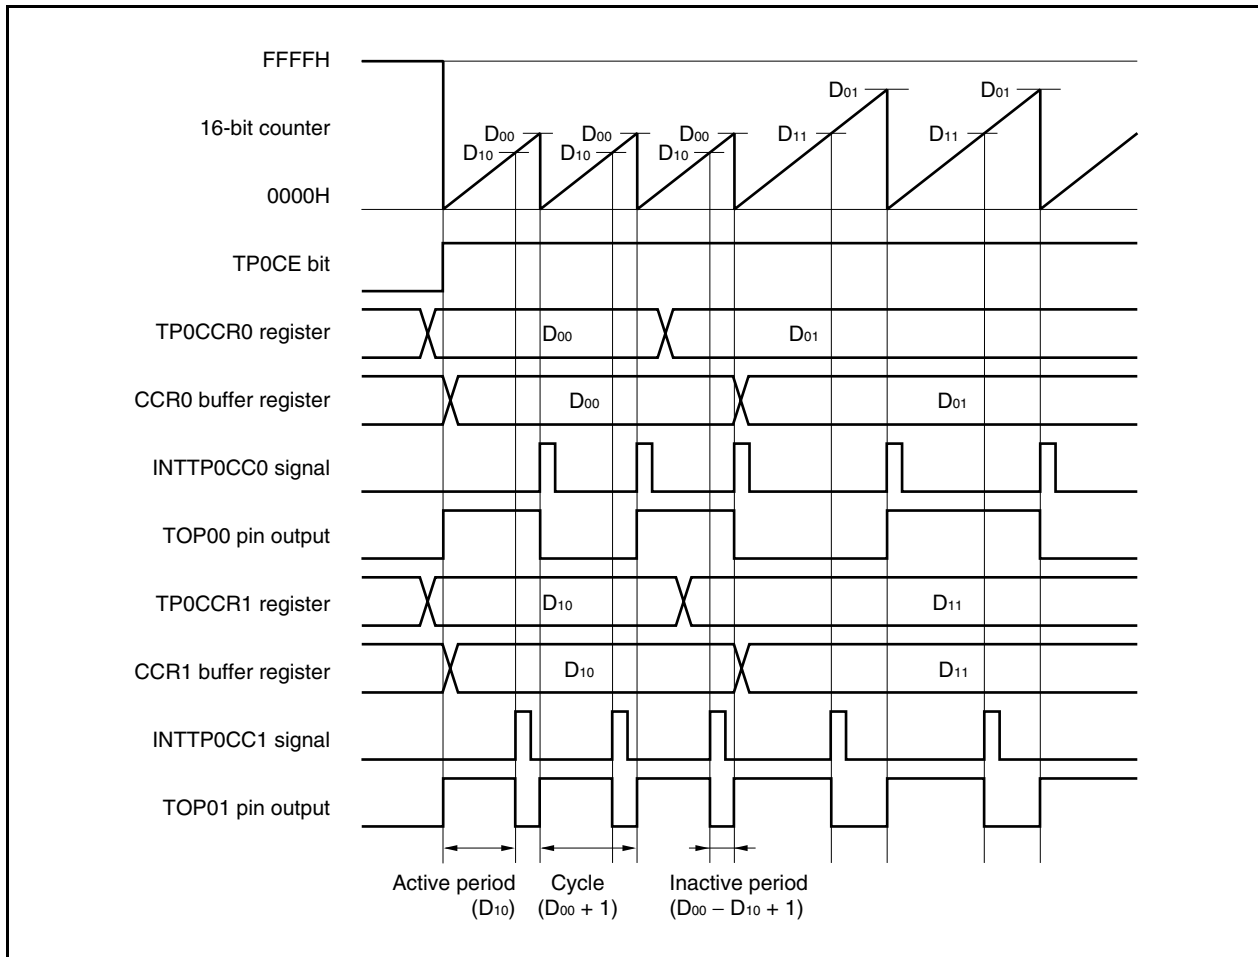 FFFFH
D01 D01
16-bit counter
D00 D00 D00 D11 D11
D10 D10 D10
0000H
TP0CE bit
TP0CCR0 register
D00 D01
CCR0 buffer register
D00 D01
INTTP0CC0 signal
TOP00 pin output
TP0CCR1 register
D10 D11
CCR1 buffer register
D10 D11
INTTP0CC1 signal
TOP01 pin output
Active period Cycle Inactive period
(D10) (D00 + 1) (D00 − D10 + 1)